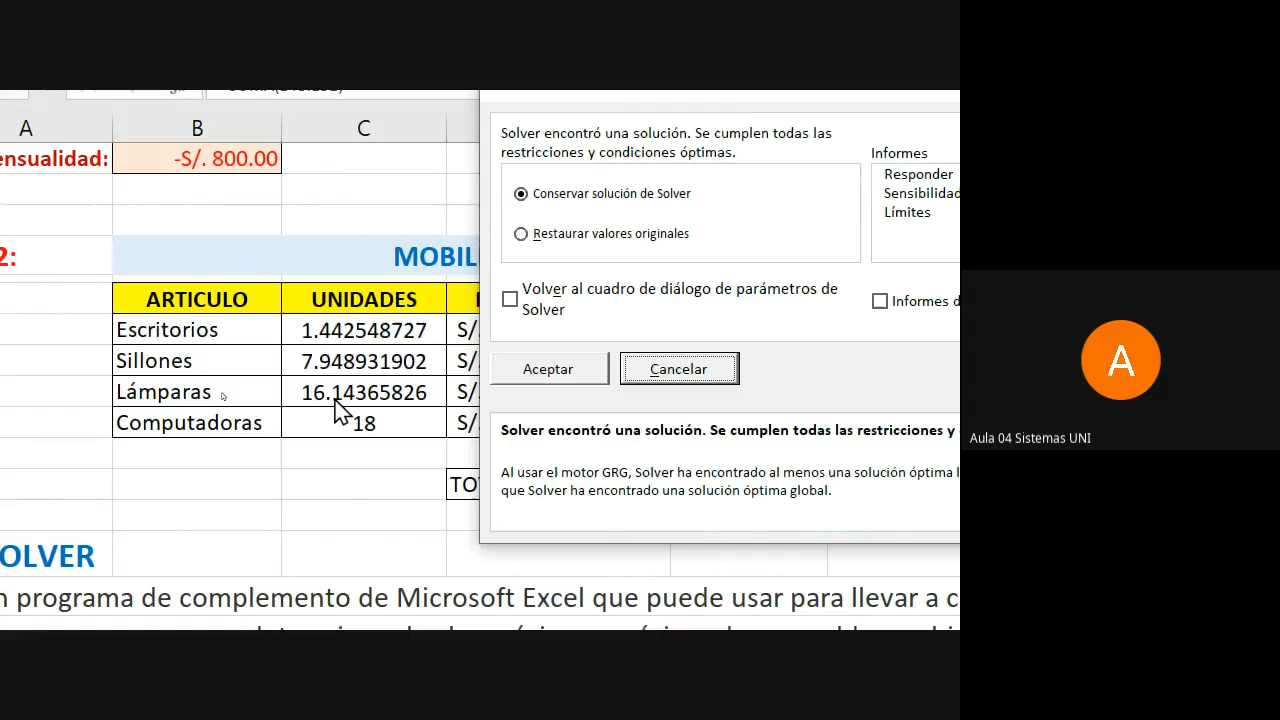 A B C
ensualidad: -S/. 800.00
2: MOBIL
ARTICULO UNIDADES
Escritorios 1.442548727 S/.
Sillones 7.948931902 S/.
Lámparas 16.14365826 S/.
Computadoras 18 S/.
TO
OLVER
n programa de complemento de Microsoft Excel que puede usar para llevar a c
Solver encontró una solución. Se cumplen todas las
restricciones y condiciones óptimas.
Conservar solución de Solver
Restaurar valores originales
Informes
Responder
Sensibilidad
Límites
Volver al cuadro de diálogo de parámetros de
Solver
Informes d
Aceptar Cancelar
Solver encontró una solución. Se cumplen todas las restricciones y
Al usar el motor GRG, Solver ha encontrado al menos una solución óptima l
que Solver ha encontrado una solución óptima global.
A
Aula 04 Sistemas UNI